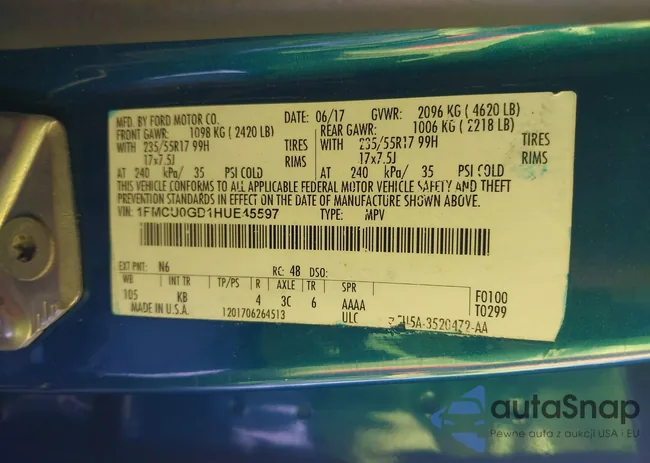 MFD. BY FORD MOTOR CO. DATE: 06/17 GVWR: 2096 KG ( 4620 LB)
FRONT GAWR: 1098 KG ( 2420 LB) REAR GAWR: 1006 KG ( 2218 LB)
WITH 235/55R17 99H TIRES WITH 235/55R17 99H TIRES
17x7.5J RIMS 17x7.5J RIMS
AT 240 kPa/ 35 PSI COLD AT 240 kPa/ 35 PSI COLD
THIS VEHICLE CONFORMS TO ALL APPLICABLE FEDERAL MOTOR VEHICLE SAFETY AND THEFT
PREVENTION STANDARDS IN EFFECT ON THE DATE OF MANUFACTURE SHOWN ABOVE.
VIN: 1FMCU0GD1HUE45597 TYPE: MPV
EXT PNT: N6 RC: 48 DSO:
WB INT TR TP/PS R AXLE TR SPR F0100
105 KB 4 3C 6 AAAA T0299
MADE IN U.S.A. 1201706264513 ULC 5A-3520472-AA
autaSnap
Pewne auta z aukcji USA i EU